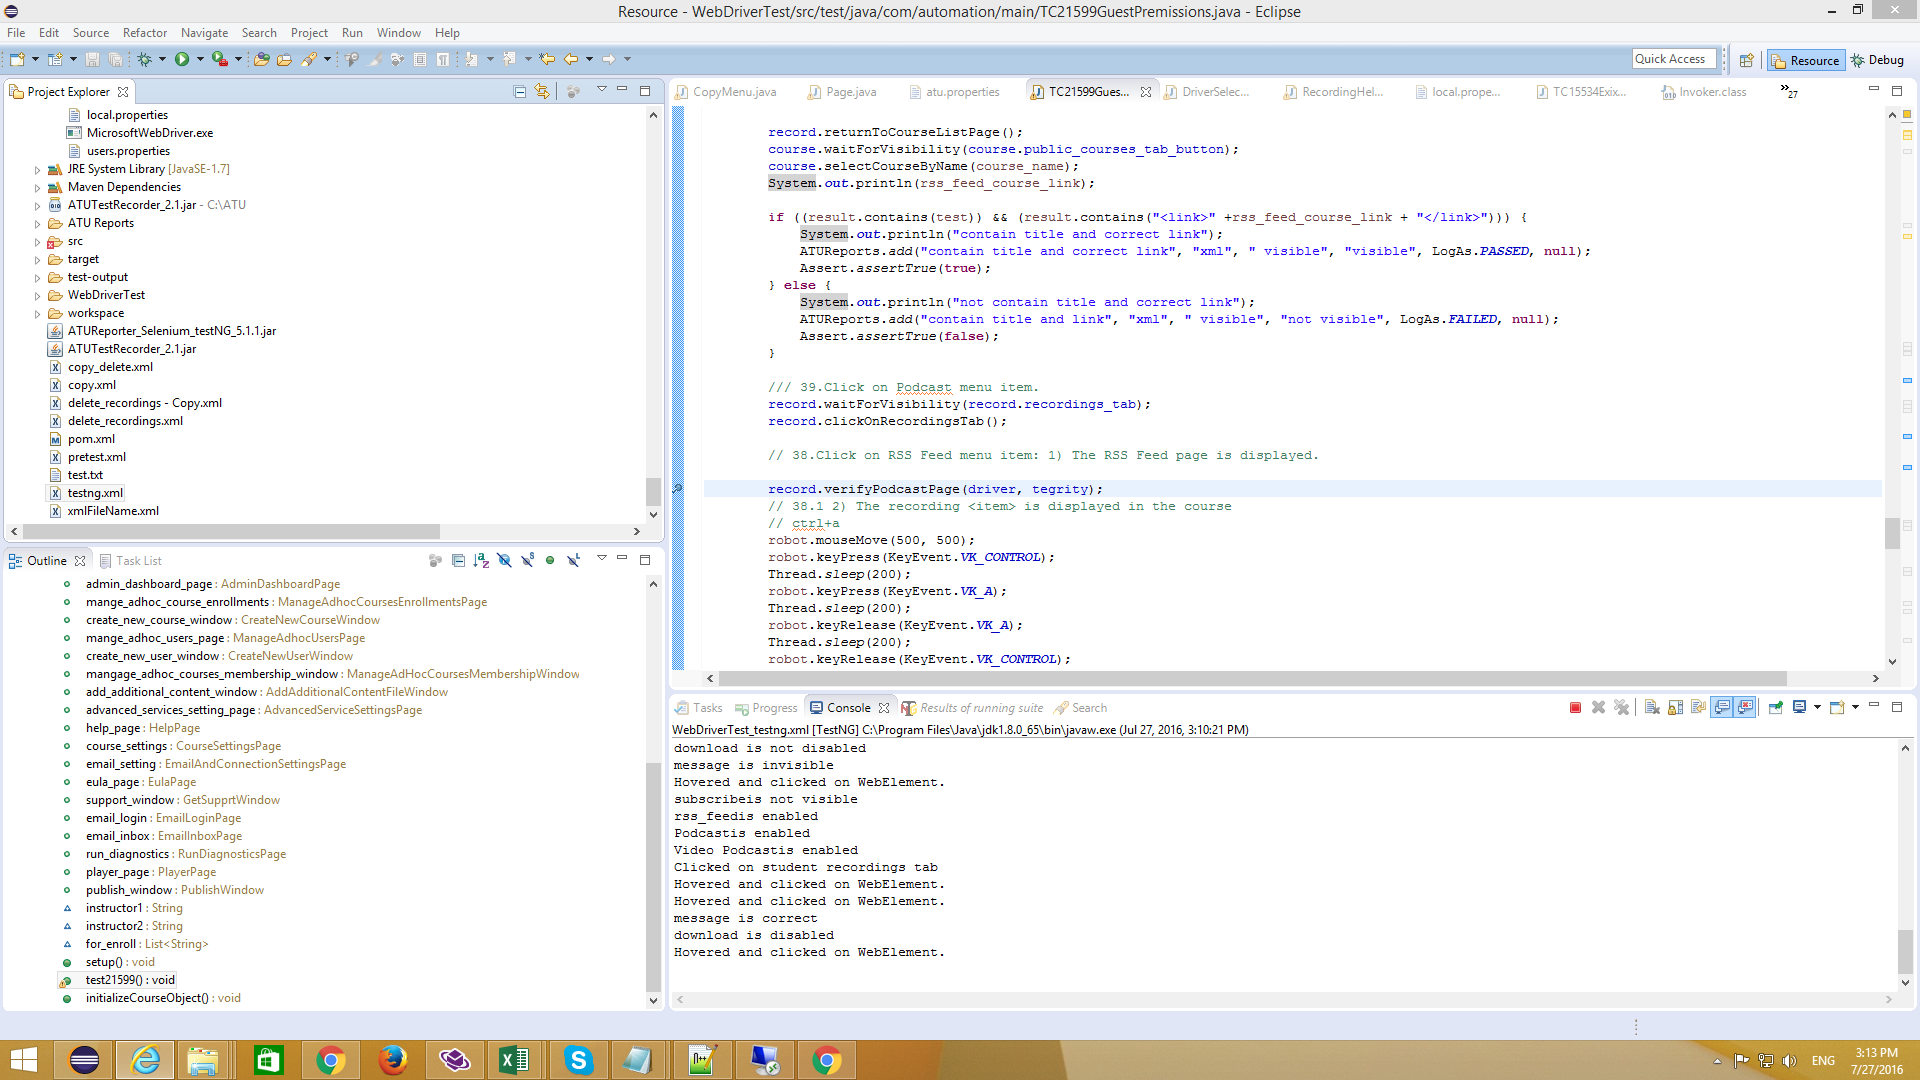 Resource - WebDriverTest/src/test/java/com/automation/main/TC21599GuestPremissions.java - Eclipse
File Edit Source Refactor Navigate Search Project Run Window Help
Quick Access
Resource
Debug
Project Explorer
local.properties
MicrosoftWebDriver.exe
users.properties
JRE System Library [JavaSE-1.7]
Maven Dependencies
ATUTestRecorder_2.1.jar - C:\ATU
ATU Reports
src
target
test-output
WebDriverTest
workspace
ATUReporter_Selenium_testNG_5.1.1.jar
ATUTestRecorder_2.1.jar
copy_delete.xml
copy.xml
delete_recordings - Copy.xml
delete_recordings.xml
pom.xml
pretest.xml
test.txt
testng.xml
xmlFileName.xml
Outline
Task List
admin_dashboard_page : AdminDashboardPage
mange_adhoc_course_enrollments : ManageAdhocCoursesEnrollmentsPage
create_new_course_window : CreateNewCourseWindow
mange_adhoc_users_page : ManageAdhocUsersPage
create_new_user_window : CreateNewUserWindow
mangage_adhoc_courses_membership_window : ManageAdHocCoursesMembershipWindow
add_additional_content_window : AddAdditionalContentFileWindow
advanced_services_setting_page : AdvancedServiceSettingsPage
help_page : HelpPage
course_settings : CourseSettingsPage
email_setting : EmailAndConnectionSettingsPage
eula_page : EulaPage
support_window : GetSupprtWindow
email_login : EmailLoginPage
email_inbox : EmailInboxPage
run_diagnostics : RunDiagnosticsPage
player_page : PlayerPage
publish_window : PublishWindow
instructor1 : String
instructor2 : String
for_enroll : List<String>
setup() : void
test21599() : void
initializeCourseObject() : void
CopyMenu.java
Page.java
atu.properties
TC21599Gues...
DriverSelec...
RecordingHel...
local.prope...
TC15534Exix...
Invoker.class
»27
record.returnToCourseListPage();
course.waitForVisibility(course.public_courses_tab_button);
course.selectCourseByName(course_name);
System.out.println(rss_feed_course_link);
if ((result.contains(test)) && (result.contains("<link>" +rss_feed_course_link + "</link>"))) {
System.out.println("contain title and correct link");
ATUReports.add("contain title and correct link", "xml", " visible", "visible", LogAs.PASSED, null);
Assert.assertTrue(true);
} else {
System.out.println("not contain title and correct link");
ATUReports.add("contain title and link", "xml", " visible", "not visible", LogAs.FAILED, null);
Assert.assertTrue(false);
}
/// 39.Click on Podcast menu item.
record.waitForVisibility(record.recordings_tab);
record.clickOnRecordingsTab();
// 38.Click on RSS Feed menu item: 1) The RSS Feed page is displayed.
record.verifyPodcastPage(driver, tegrity);
// 38.1 2) The recording <item> is displayed in the course
// ctrl+a
robot.mouseMove(500, 500);
robot.keyPress(KeyEvent.VK_CONTROL);
Thread.sleep(200);
robot.keyPress(KeyEvent.VK_A);
Thread.sleep(200);
robot.keyRelease(KeyEvent.VK_A);
Thread.sleep(200);
robot.keyRelease(KeyEvent.VK_CONTROL);
Tasks
Progress
Console
Results of running suite
Search
WebDriverTest_testng.xml [TestNG] C:\Program Files\Java\jdk1.8.0_65\bin\javaw.exe (Jul 27, 2016, 3:10:21 PM)
download is not disabled
message is invisible
Hovered and clicked on WebElement.
subscribeis not visible
rss_feedis enabled
Podcastis enabled
Video Podcastis enabled
Clicked on student recordings tab
Hovered and clicked on WebElement.
Hovered and clicked on WebElement.
message is correct
download is disabled
Hovered and clicked on WebElement.
ENG
3:13 PM
7/27/2016